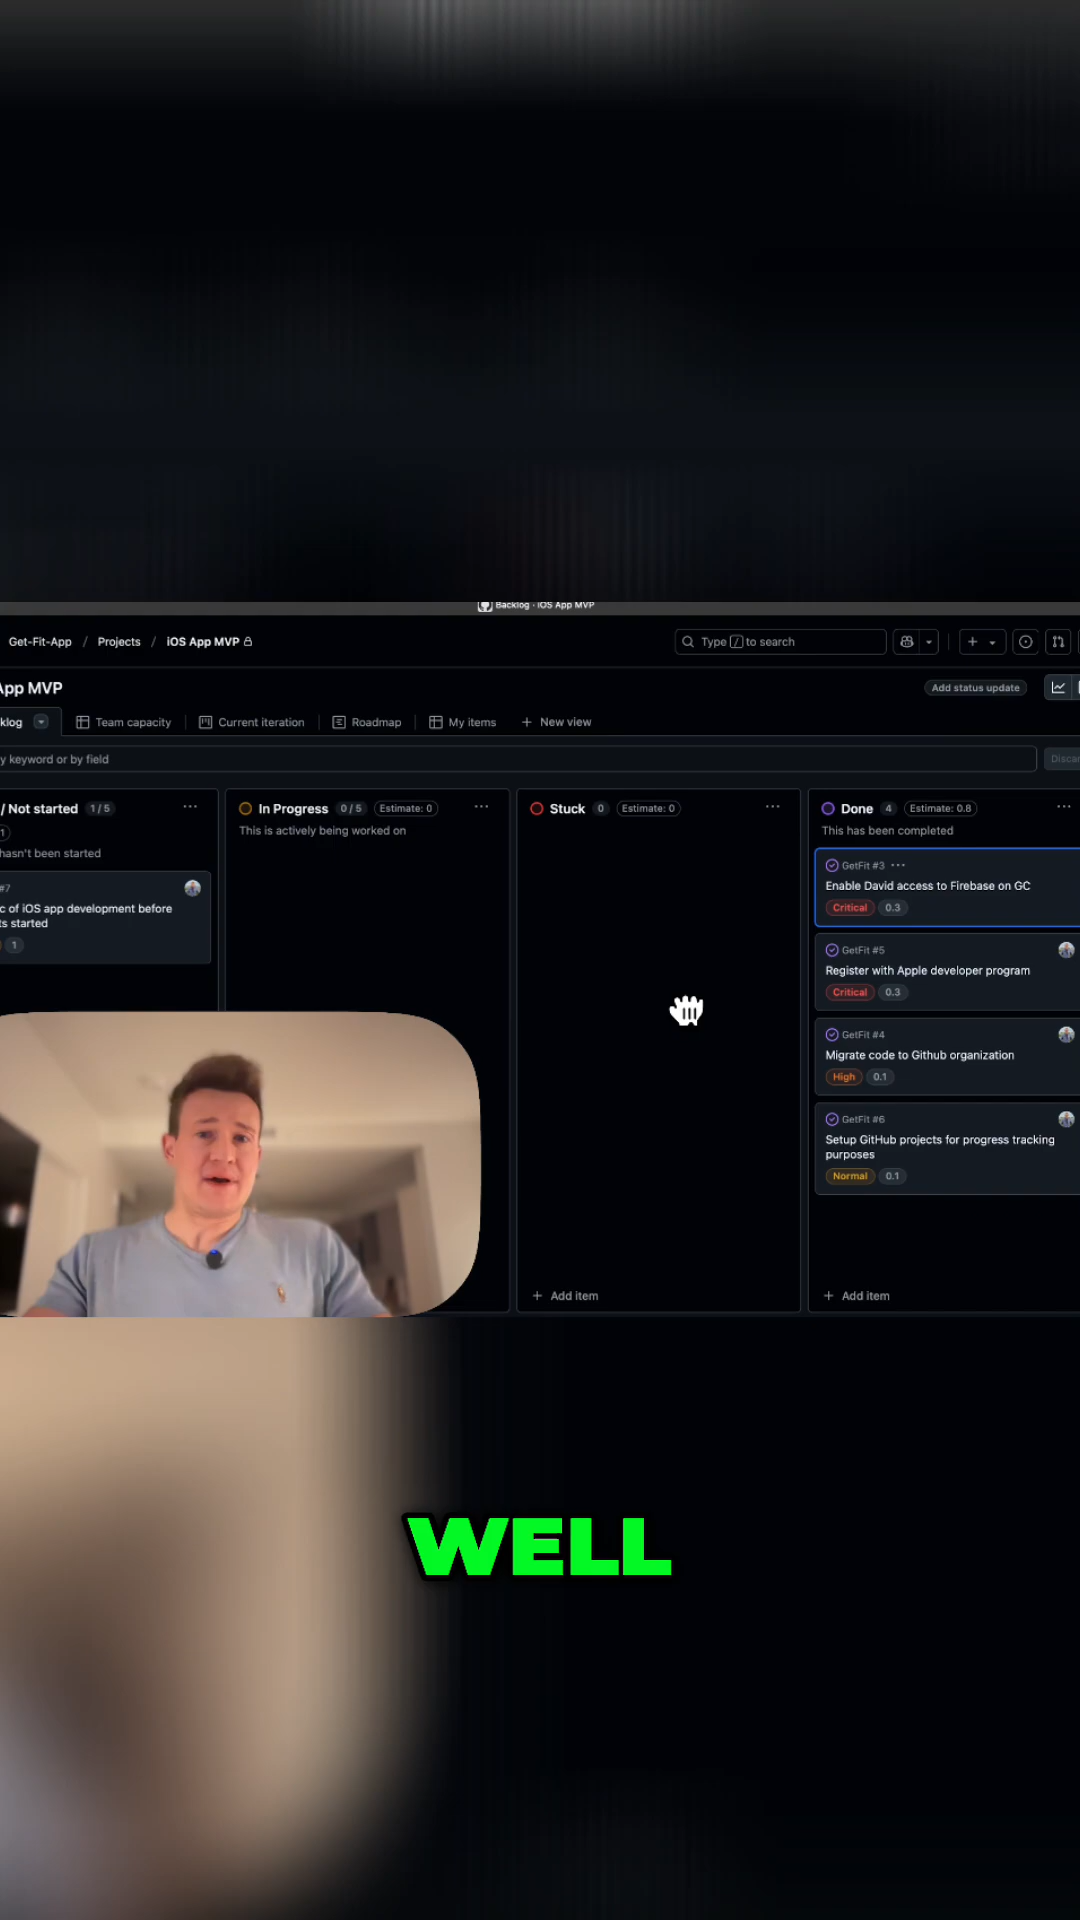 Backlog · iOS App MVP
Get-Fit-App / Projects / iOS App MVP
Type / to search
App MVP
Add status update
klog
Team capacity
Current iteration
Roadmap
My items
+ New view
y keyword or by field
Discar
/ Not started 1 / 5
1
hasn't been started
#7
c of iOS app development before
ts started
1
In Progress 0 / 5 Estimate: 0
This is actively being worked on
Stuck 0 Estimate: 0
+ Add item
Done 4 Estimate: 0.8
This has been completed
GetFit #3
Enable David access to Firebase on GC
Critical 0.3
GetFit #5
Register with Apple developer program
Critical 0.3
GetFit #4
Migrate code to Github organization
High 0.1
GetFit #6
Setup GitHub projects for progress tracking
purposes
Normal 0.1
+ Add item
WELL